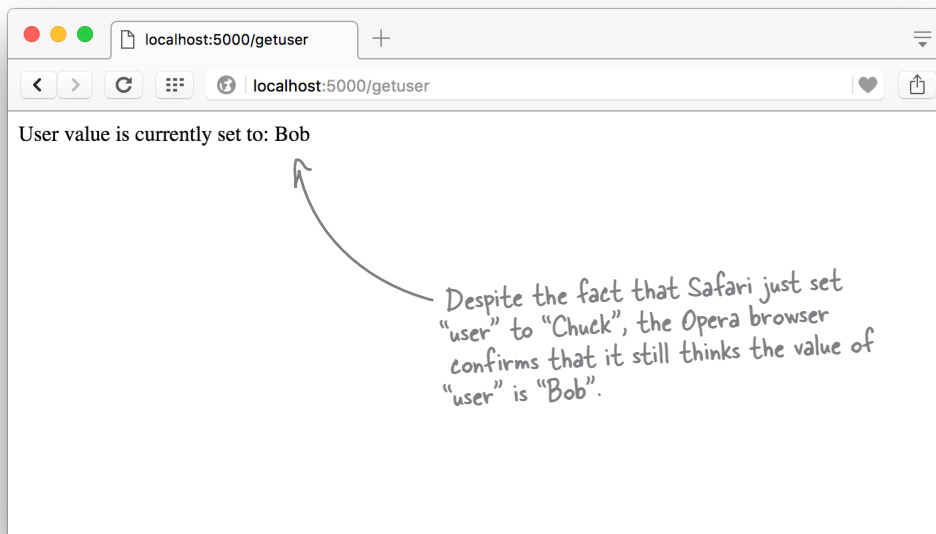 localhost:5000/getuser
localhost:5000/getuser
User value is currently set to: Bob
Despite the fact that Safari just set
“user” to “Chuck”, the Opera browser
confirms that it still thinks the value of
“user” is “Bob”.